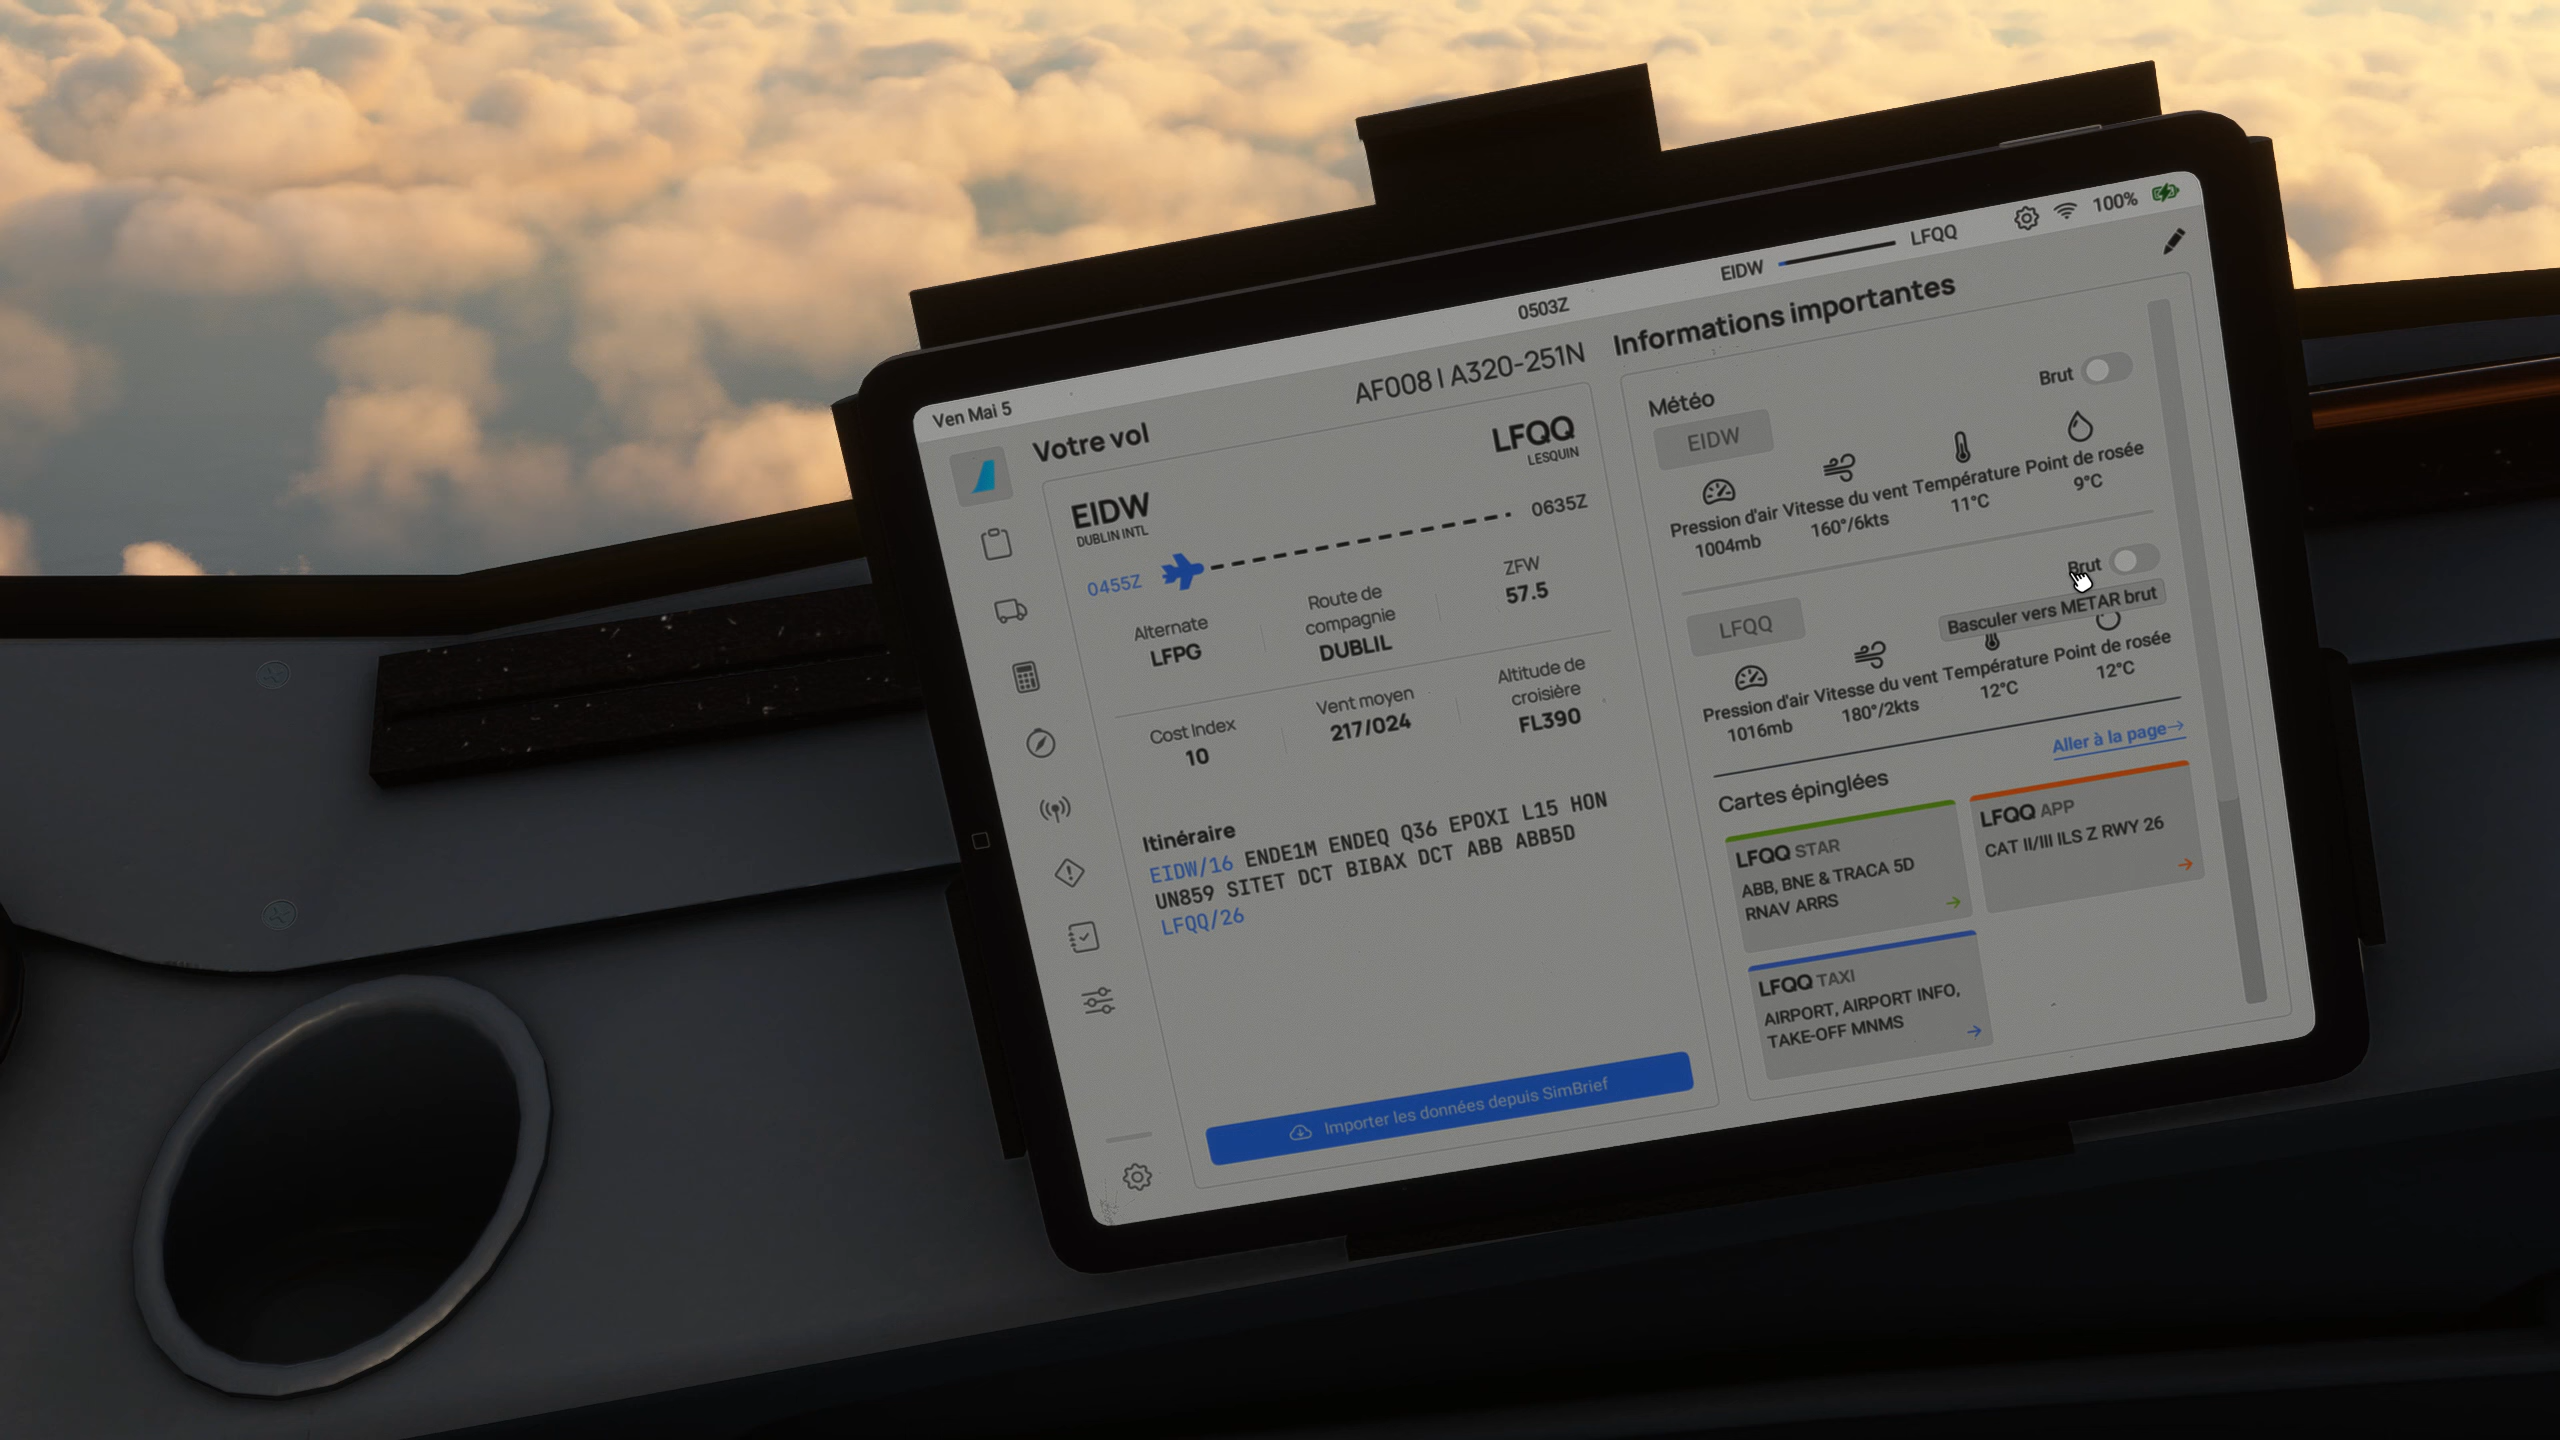 Ven Mai 5
0503Z
EIDW
LFQQ
100%
Votre vol
AF008 | A320-251N
EIDW
DUBLIN INTL
LFQQ
LESQUIN
0455Z
0635Z
Alternate
LFPG
Route de
compagnie
DUBLIL
ZFW
57.5
Cost Index
10
Vent moyen
217/024
Altitude de
croisière
FL390
Itinéraire
EIDW/16 ENDE1M ENDEQ Q36 EPOXI L15 HON
UN859 SITET DCT BIBAX DCT ABB ABB5D
LFQQ/26
Importer les données depuis SimBrief
Informations importantes
Météo
Brut
EIDW
Pression d'air
1004mb
Vitesse du vent
160°/6kts
Température
11°C
Point de rosée
9°C
Brut
Basculer vers METAR brut
LFQQ
Pression d'air
1016mb
Vitesse du vent
180°/2kts
Température
12°C
Point de rosée
12°C
Aller à la page
Cartes épinglées
LFQQ STAR
ABB, BNE & TRACA 5D
RNAV ARRS
LFQQ APP
CAT II/III ILS Z RWY 26
LFQQ TAXI
AIRPORT, AIRPORT INFO,
TAKE-OFF MNMS